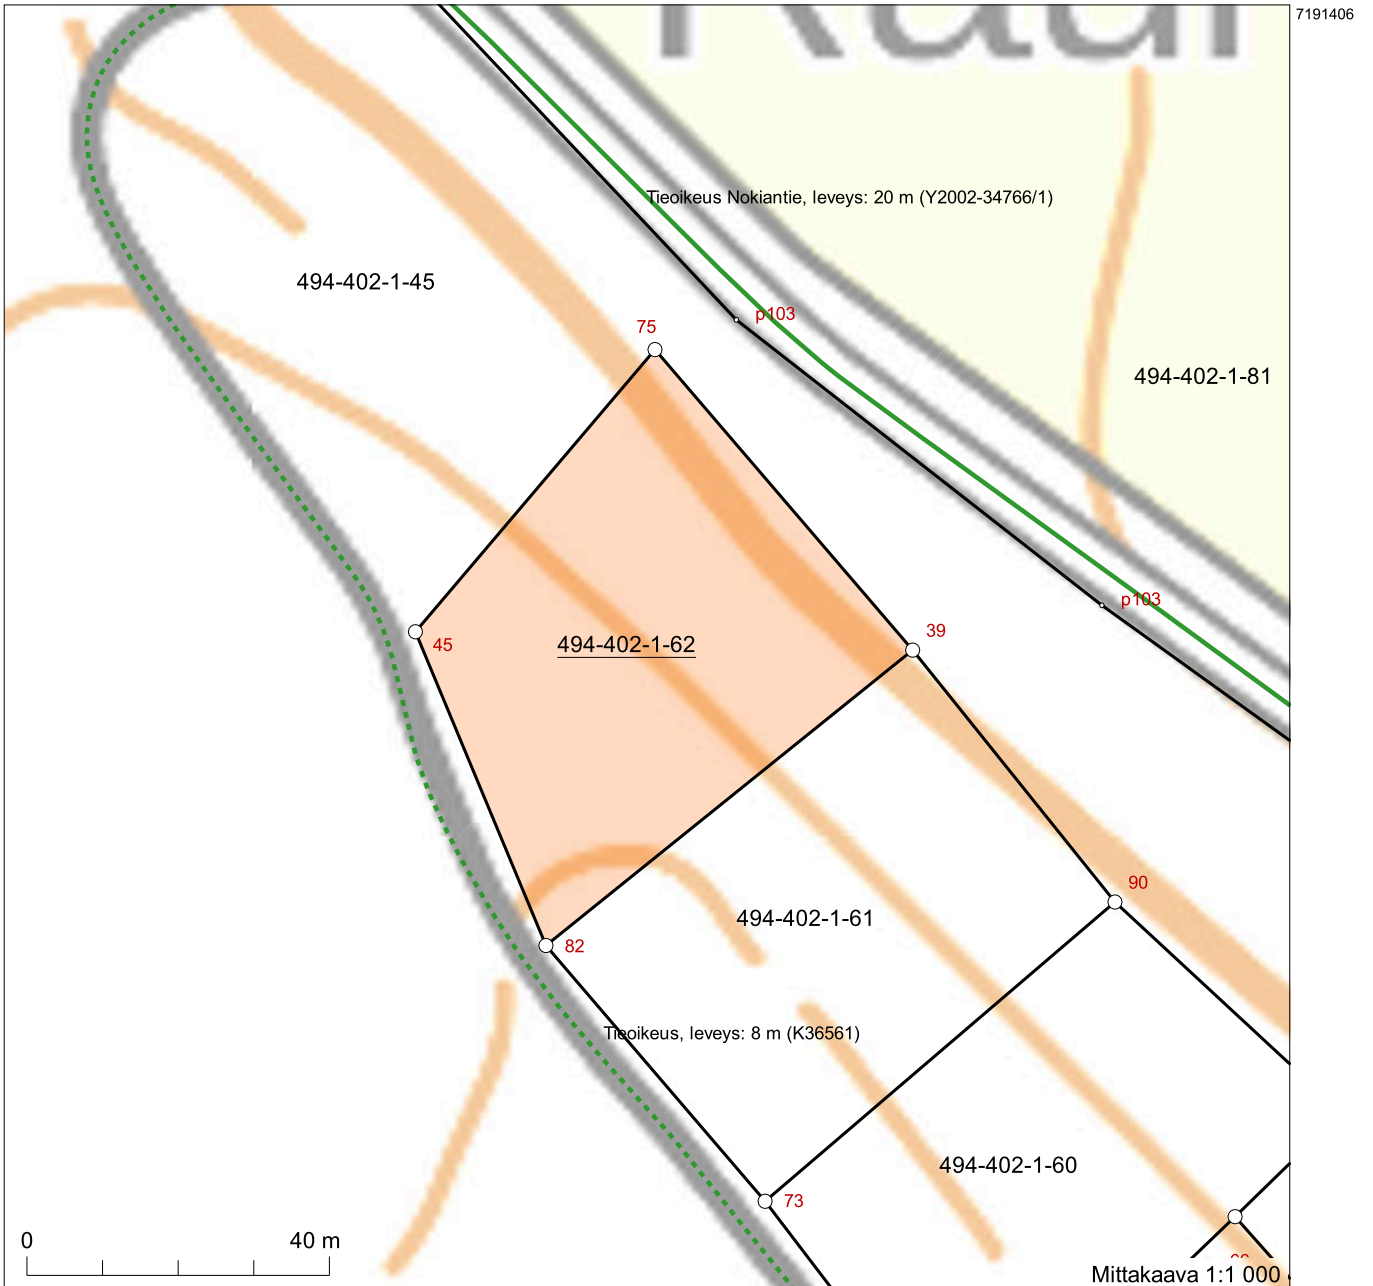 7191406
Tieoikeus Nokiantie, leveys: 20 m (Y2002-34766/1)
494-402-1-45
p103
75
494-402-1-81
p103
39
45
494-402-1-62
90
494-402-1-61
82
Tieoikeus, leveys: 8 m (K36561)
494-402-1-60
73
0 40 m
Mittakaava 1:1 000